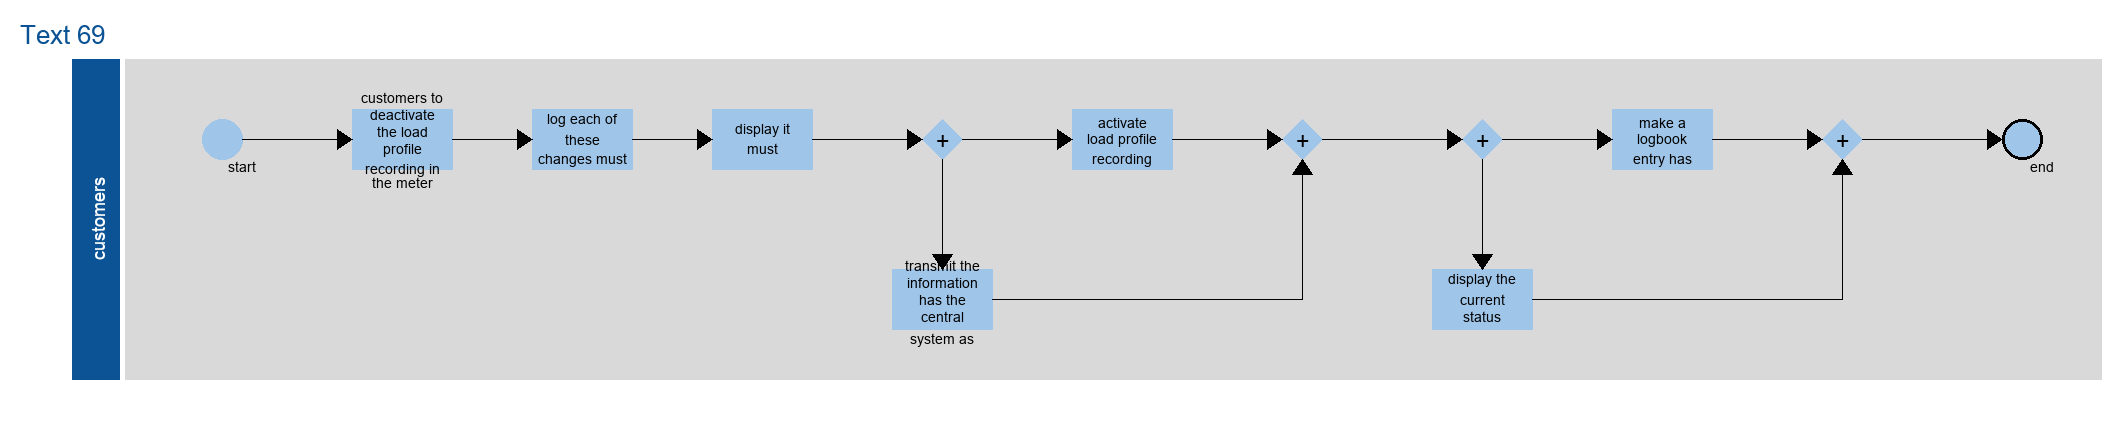 Text 69
customers
start
customers to
deactivate
the load
profile
recording in
the meter
log each of
these
changes must
display it
must
+
transmit the
information
has the
central
system as
activate
load profile
recording
+
+
display the
current
status
make a
logbook
entry has
+
end